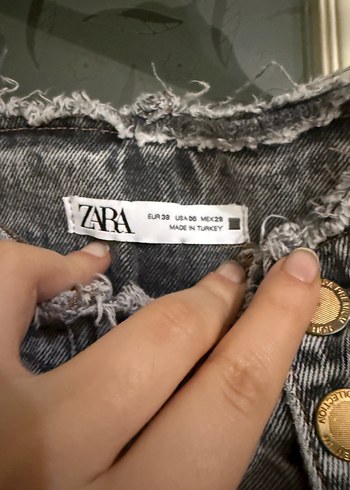 ZARA
EUR 38 USA 06 MEX 28
MADE IN TURKEY